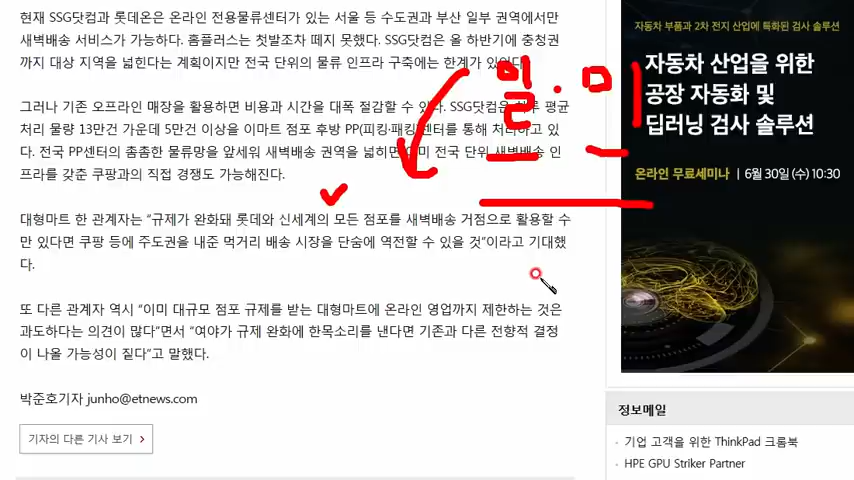 현재 SSG닷컴과 롯데온은 온라인 전용물류센터가 있는 서울 등 수도권과 부산 일부 권역에서만
새벽배송 서비스가 가능하다. 홈플러스는 첫발조차 떼지 못했다. SSG닷컴은 올 하반기에 충청권
까지 대상 지역을 넓힌다는 계획이지만 전국 단위의 물류 인프라 구축에는 한계가 있
그러나 기존 오프라인 매장을 활용하면 비용과 시간을 대폭 절감할 수 있다. SSG닷컴은 하루 평균
처리 물량 13만건 가운데 5만건 이상을 이마트 점포 후방 PP(피킹·패킹)센터를 통해 처리하고 있
다. 전국 PP센터의 촘촘한 물류망을 앞세워 새벽배송 권역을 넓히면 이미 전국 단위 새벽배송 인
프라를 갖춘 쿠팡과의 직접 경쟁도 가능해진다.
대형마트 한 관계자는 “규제가 완화돼 롯데와 신세계의 모든 점포를 새벽배송 거점으로 활용할 수
만 있다면 쿠팡 등에 주도권을 내준 먹거리 배송 시장을 단숨에 역전할 수 있을 것”이라고 기대했
다.
또 다른 관계자 역시 “이미 대규모 점포 규제를 받는 대형마트에 온라인 영업까지 제한하는 것은
과도하다는 의견이 많다”면서 “여야가 규제 완화에 한목소리를 낸다면 기존과 다른 전향적 결정
이 나올 가능성이 짙다”고 말했다.
박준호기자 junho@etnews.com
기자의 다른 기사 보기 >
자동차 부품과 2차 전지 산업에 특화된 검사 솔루션
자동차 산업을 위한
공장 자동화 및
딥러닝 검사 솔루션
온라인 무료세미나 | 6월 30일(수) 10:30
정보메일
기업 고객을 위한 ThinkPad 크롬북
HPE GPU Striker Partner